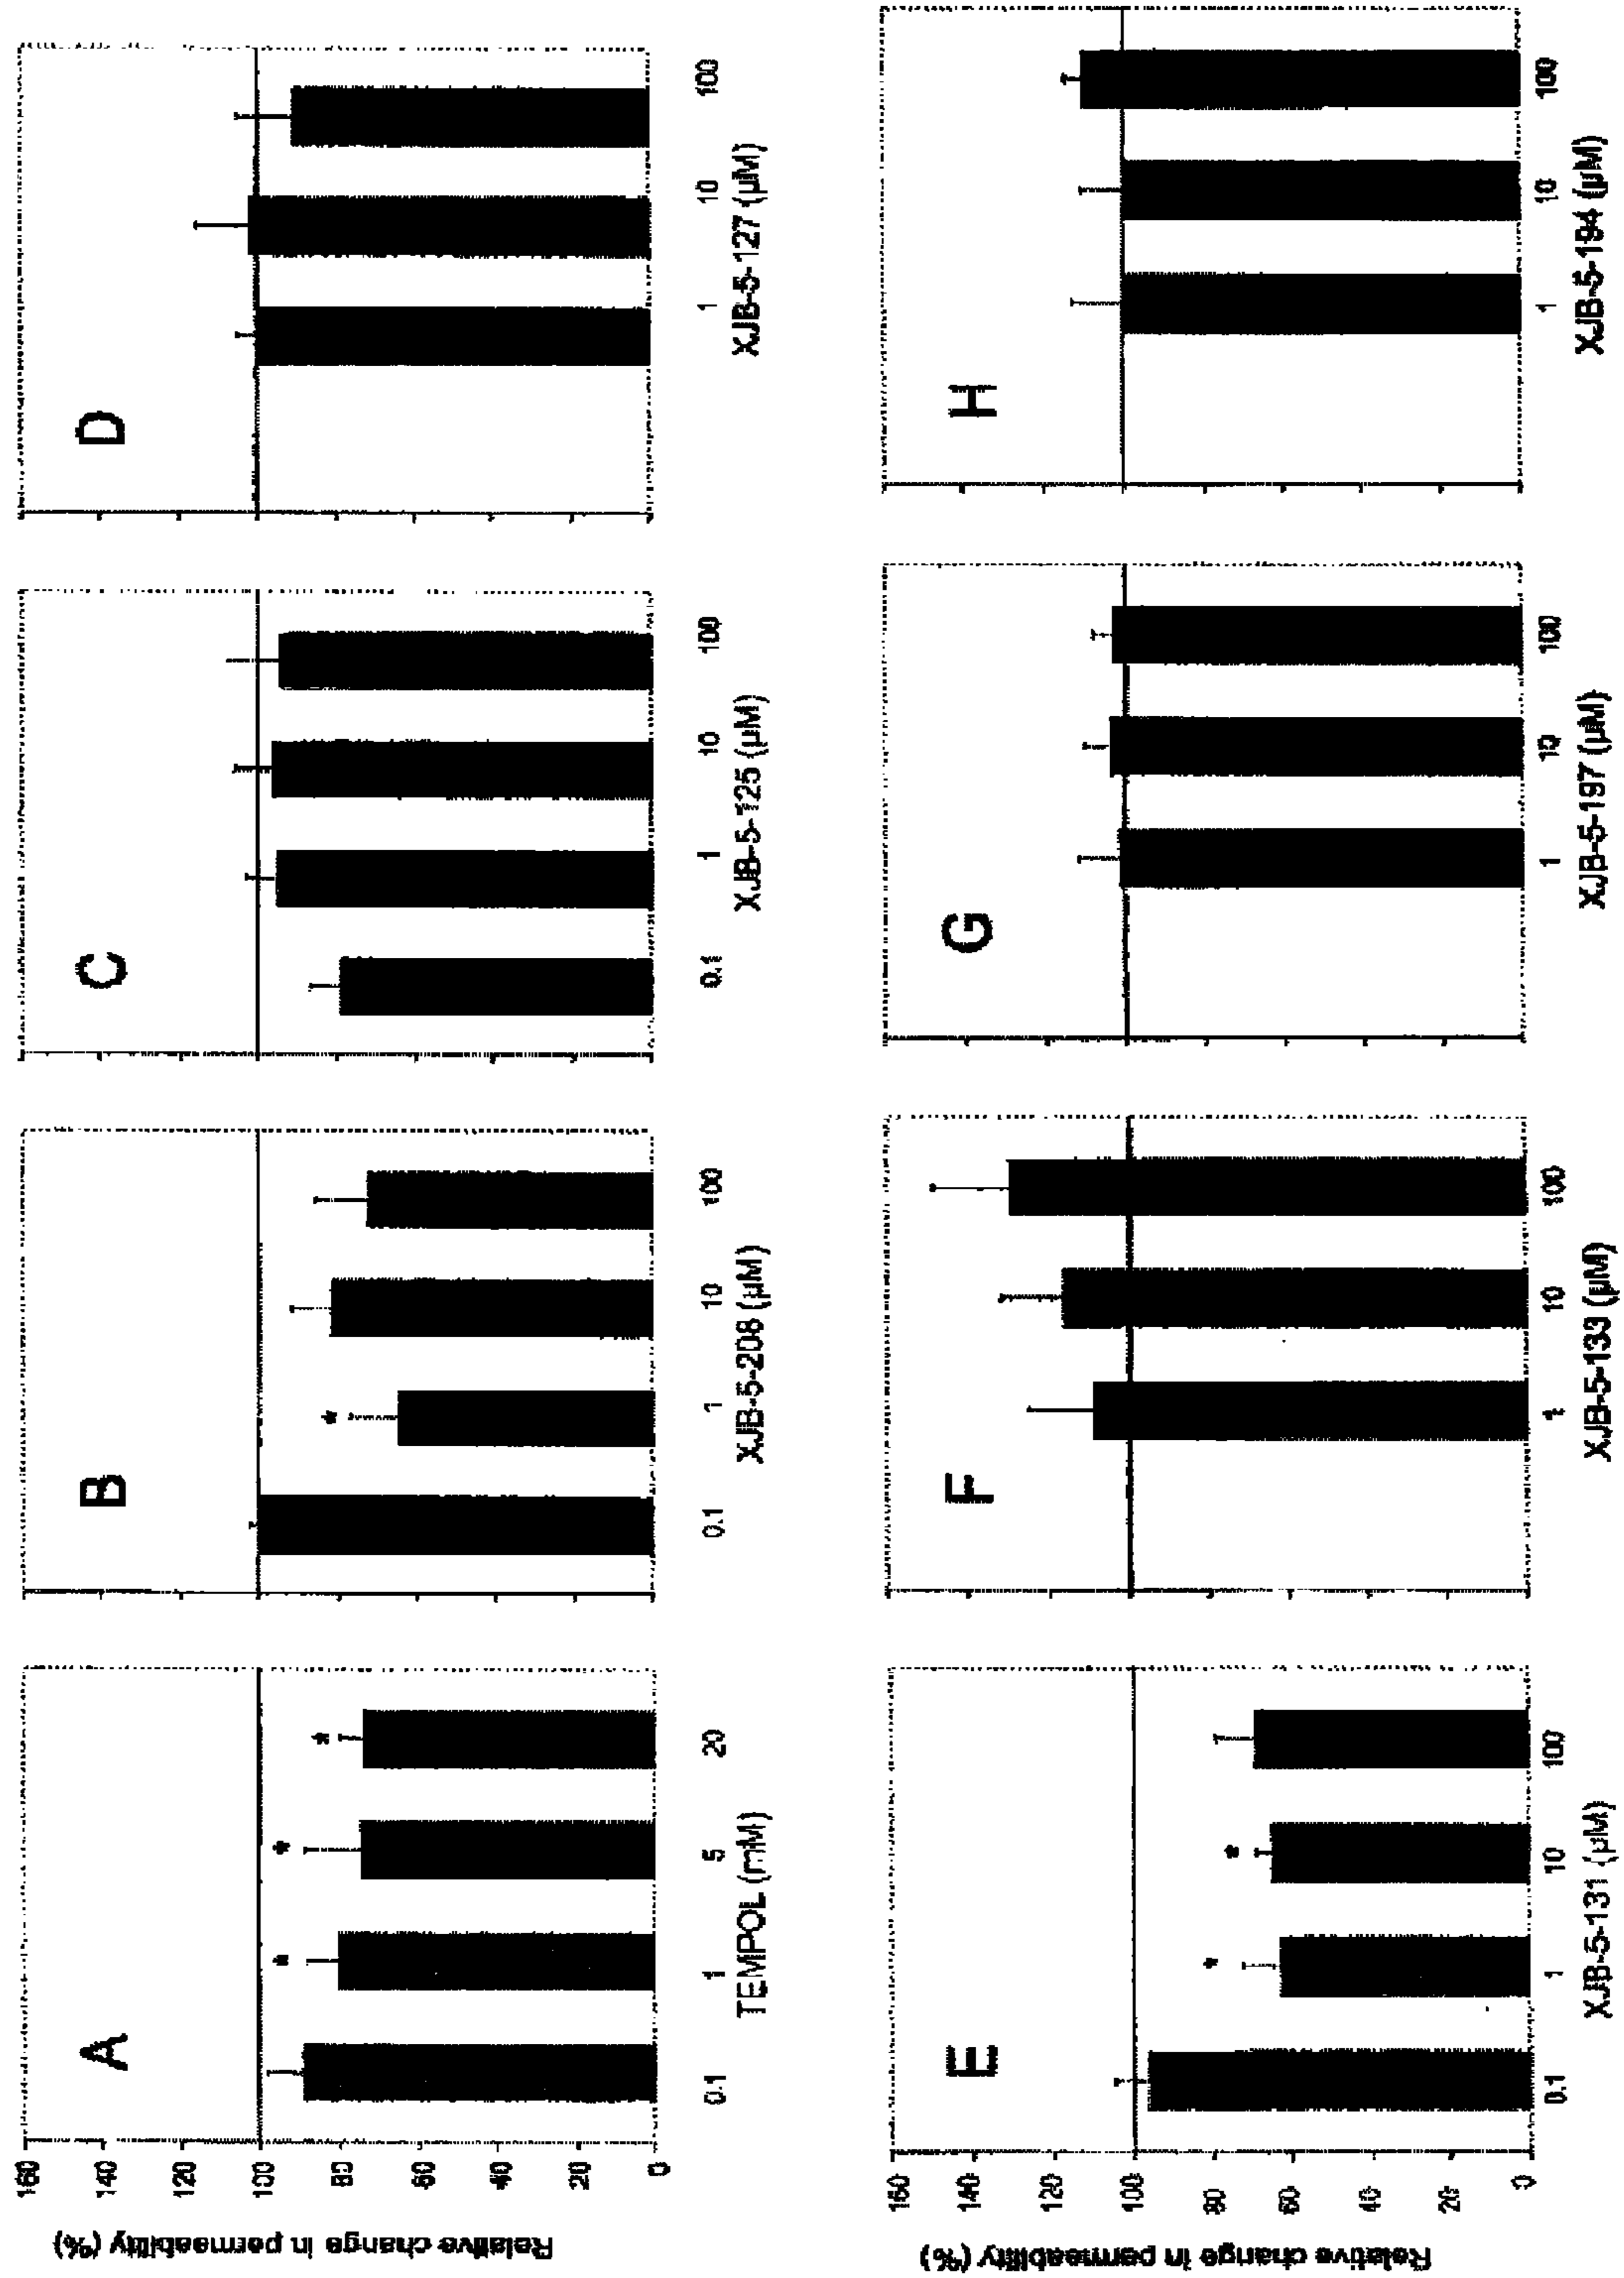 A
B
C
D
Relative change in permeability (%)
160
140
120
100
80
60
40
20
0
0.1 1 5 20
TEMPOL (mM)
0.1 1 10 100
XJB-5-208 (µM)
0.1 1 10 100
XJB-5-125 (µM)
1 10 100
XJB-5-127 (µM)
E
F
G
H
Relative change in permeability (%)
160
140
120
100
80
60
40
20
0
0.1 1 10 100
XJB-5-131 (µM)
1 10 100
XJB-5-133 (µM)
1 10 100
XJB-5-197 (µM)
1 10 100
XJB-5-194 (µM)